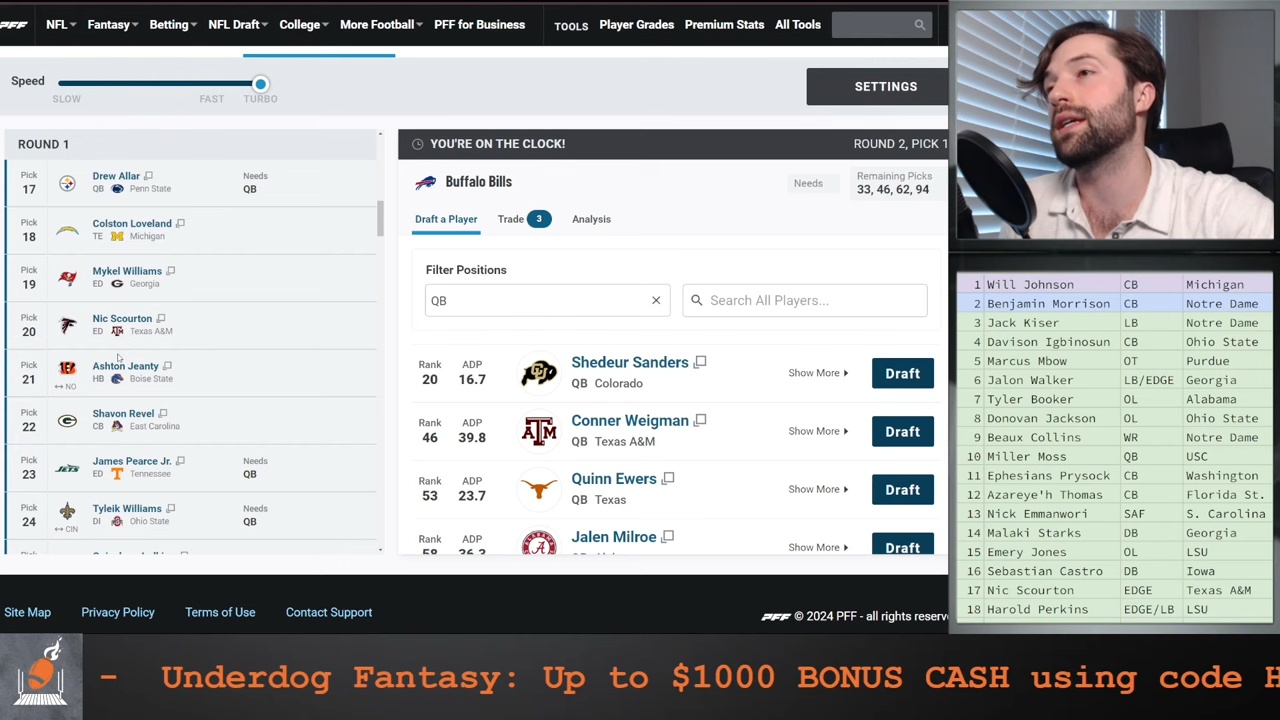 PFF NFL Fantasy Betting NFL Draft College More Football PFF for Business TOOLS Player Grades Premium Stats All Tools
Speed
SLOW FAST TURBO
SETTINGS
ROUND 1
Pick 17 Drew Allar QB Penn State Needs QB
Pick 18 Colston Loveland TE Michigan
Pick 19 Mykel Williams ED Georgia
Pick 20 Nic Scourton ED Texas A&M
Pick 21 ↔ NO Ashton Jeanty HB Boise State
Pick 22 Shavon Revel CB East Carolina
Pick 23 James Pearce Jr. ED Tennessee Needs QB
Pick 24 ↔ CIN Tyleik Williams DI Ohio State Needs QB
YOU'RE ON THE CLOCK! ROUND 2, PICK 1
Buffalo Bills
Needs
Remaining Picks
33, 46, 62, 94
Draft a Player Trade 3 Analysis
Filter Positions
QB Search All Players...
Rank 20 ADP 16.7 Shedeur Sanders QB Colorado Show More Draft
Rank 46 ADP 39.8 Conner Weigman QB Texas A&M Show More Draft
Rank 53 ADP 23.7 Quinn Ewers QB Texas Show More Draft
Rank 58 ADP 36.3 Jalen Milroe Show More Draft
1 Will Johnson CB Michigan
2 Benjamin Morrison CB Notre Dame
3 Jack Kiser LB Notre Dame
4 Davison Igbinosun CB Ohio State
5 Marcus Mbow OT Purdue
6 Jalon Walker LB/EDGE Georgia
7 Tyler Booker OL Alabama
8 Donovan Jackson OL Ohio State
9 Beaux Collins WR Notre Dame
10 Miller Moss QB USC
11 Ephesians Prysock CB Washington
12 Azareye'h Thomas CB Florida St.
13 Nick Emmanwori SAF S. Carolina
14 Malaki Starks DB Georgia
15 Emery Jones OL LSU
16 Sebastian Castro DB Iowa
17 Nic Scourton EDGE Texas A&M
18 Harold Perkins EDGE/LB LSU
Site Map Privacy Policy Terms of Use Contact Support
PFF © 2024 PFF - all rights reserve
- Underdog Fantasy: Up to $1000 BONUS CASH using code H